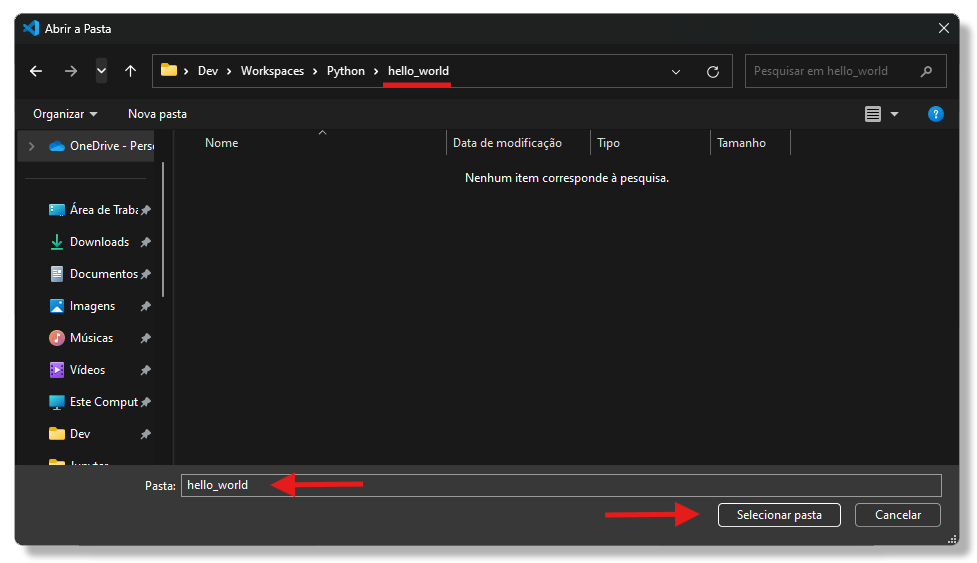 Abrir a Pasta
Dev > Workspaces > Python > hello_world
Pesquisar em hello_world
Organizar Nova pasta
?
OneDrive - Perso
Nome Data de modificação Tipo Tamanho
Nenhum item corresponde à pesquisa.
Área de Traba
Downloads
Documentos
Imagens
Músicas
Vídeos
Este Comput
Dev
Pasta: hello_world
Selecionar pasta Cancelar